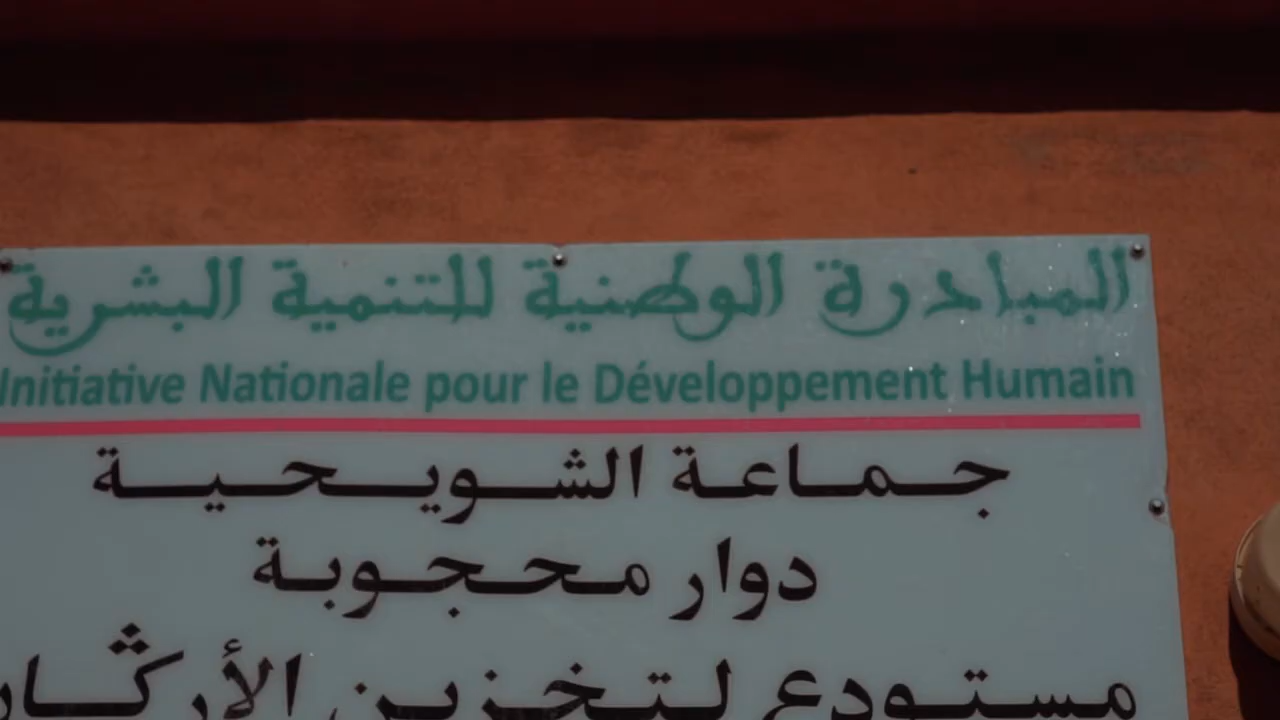 المبادرة الوطنية للتنمية البشرية
Initiative Nationale pour le Développement Humain
جماعة الشويحية
دوار محجوبة
مستودع لتخزين الأركان